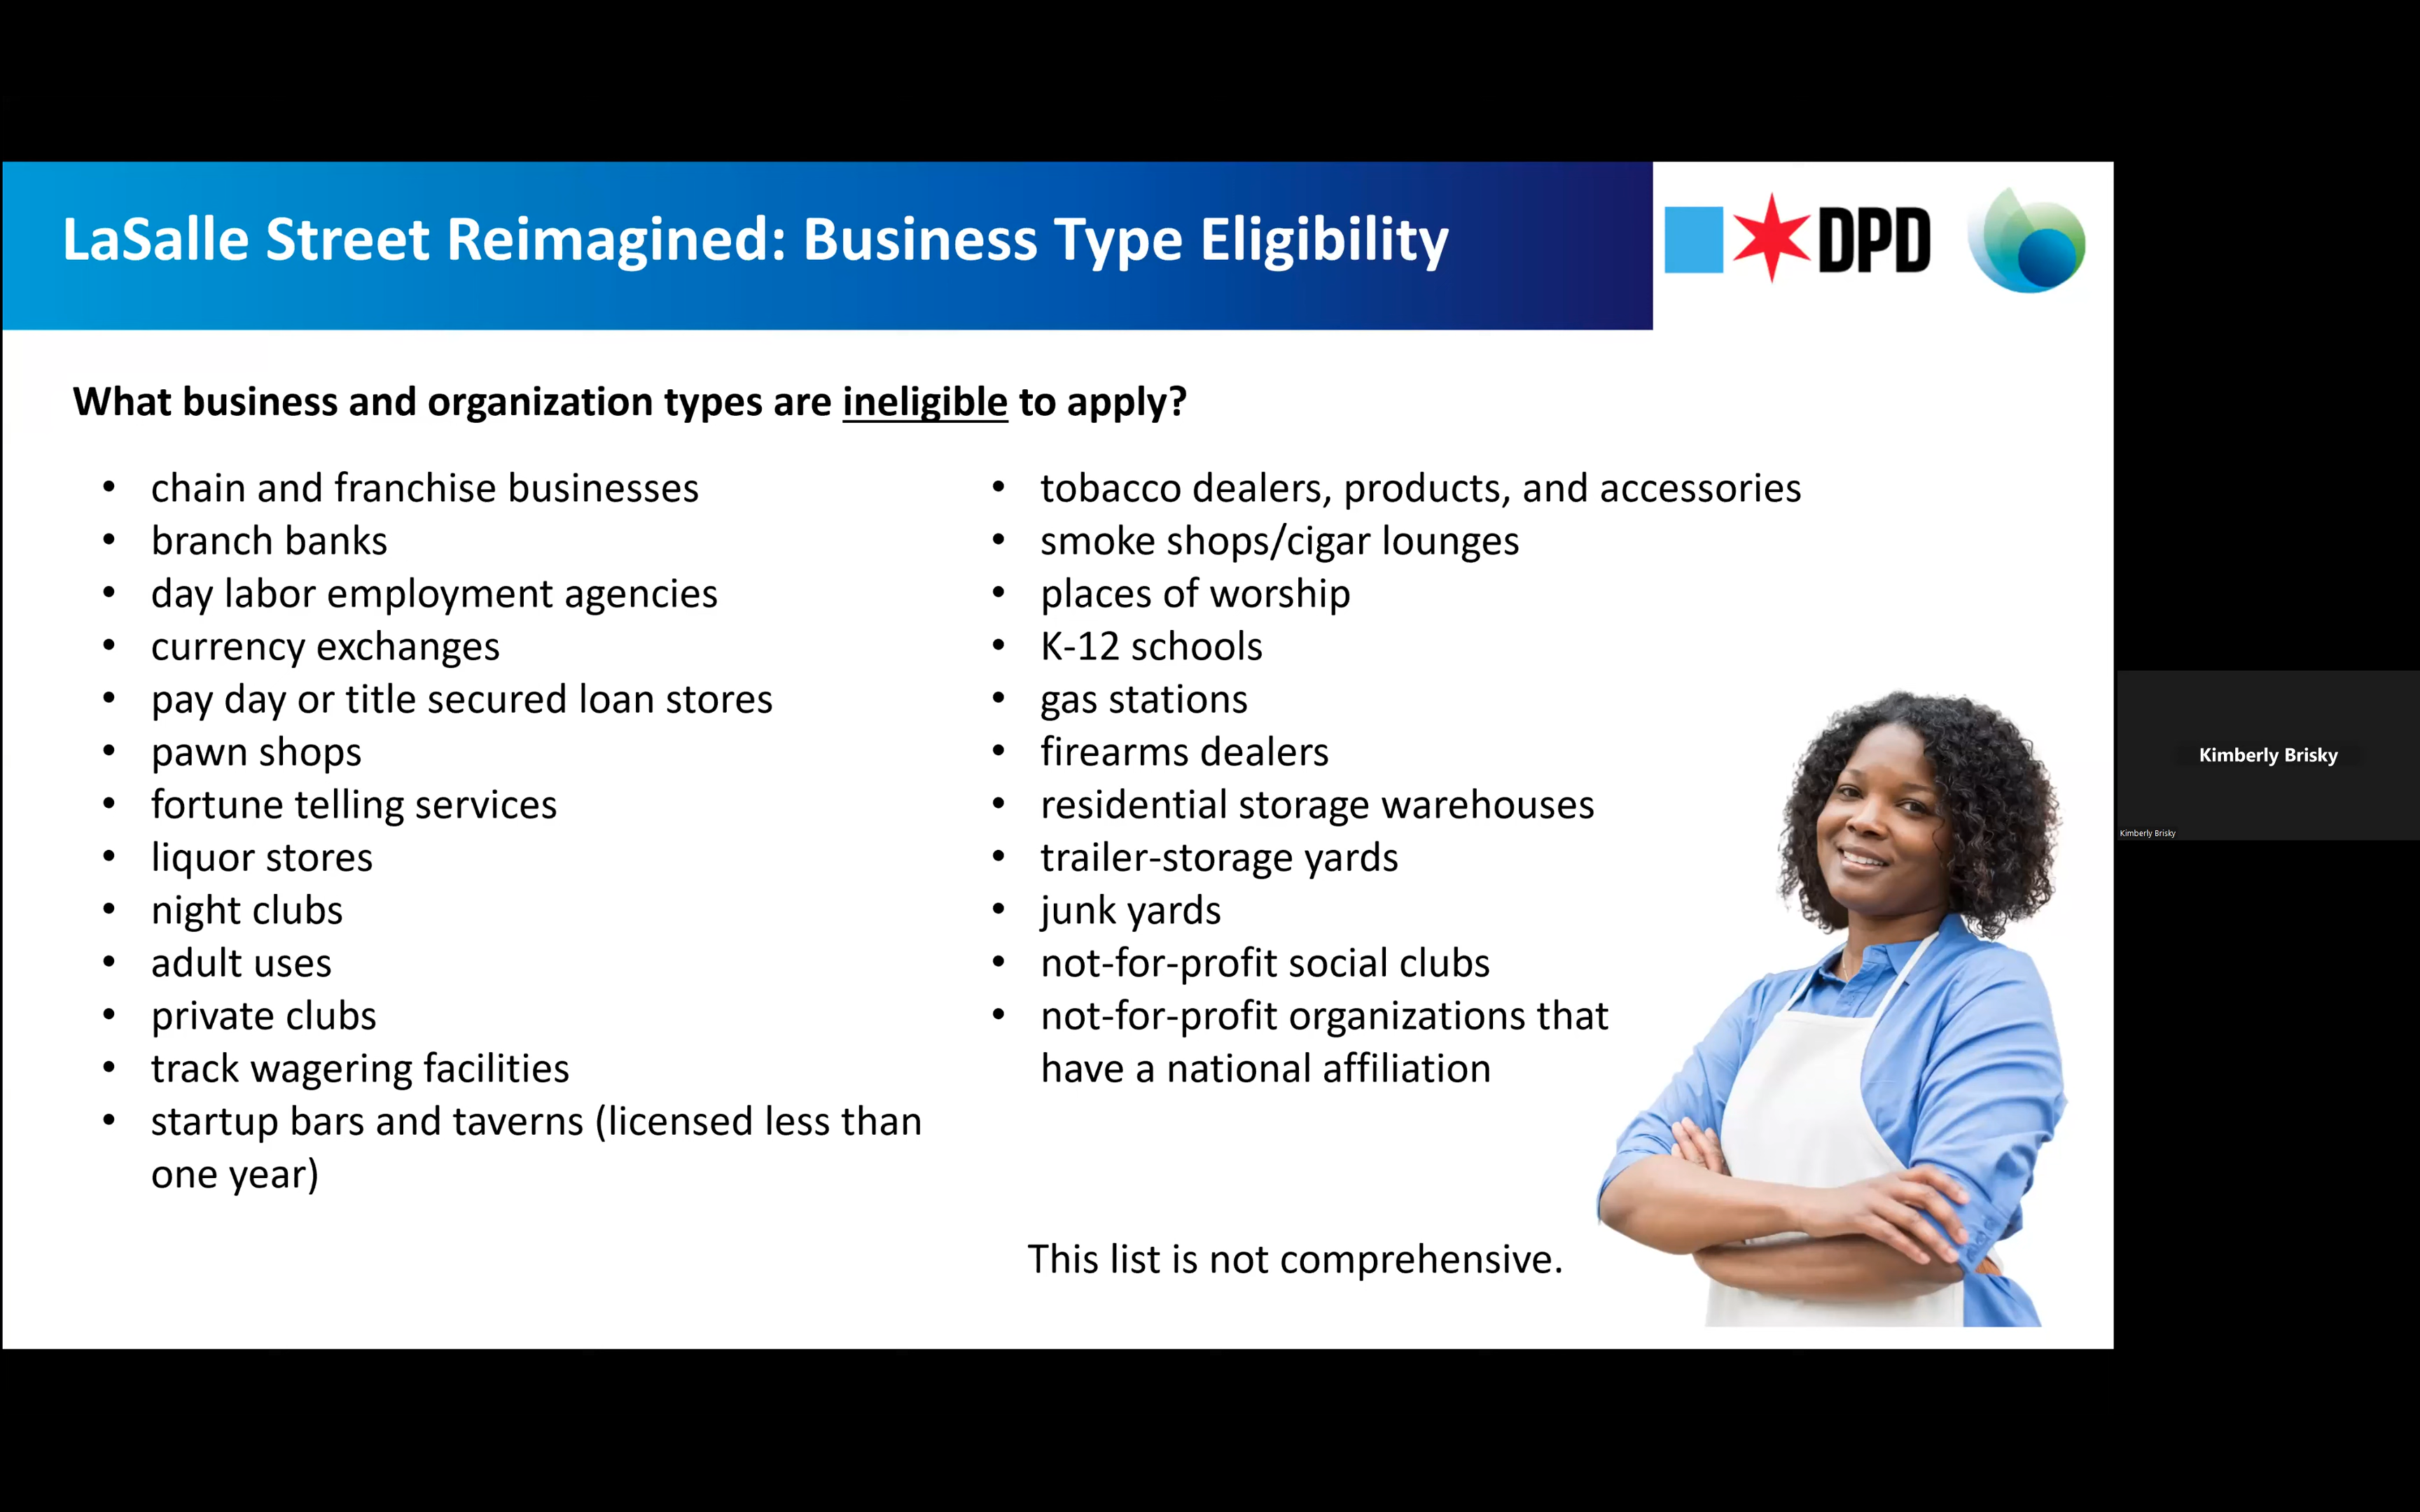 LaSalle Street Reimagined: Business Type Eligibility
DPD
What business and organization types are ineligible to apply?
• chain and franchise businesses
• branch banks
• day labor employment agencies
• currency exchanges
• pay day or title secured loan stores
• pawn shops
• fortune telling services
• liquor stores
• night clubs
• adult uses
• private clubs
• track wagering facilities
• startup bars and taverns (licensed less than
one year)
• tobacco dealers, products, and accessories
• smoke shops/cigar lounges
• places of worship
• K-12 schools
• gas stations
• firearms dealers
• residential storage warehouses
• trailer-storage yards
• junk yards
• not-for-profit social clubs
• not-for-profit organizations that
have a national affiliation
This list is not comprehensive.
Kimberly Brisky
Kimberly Brisky